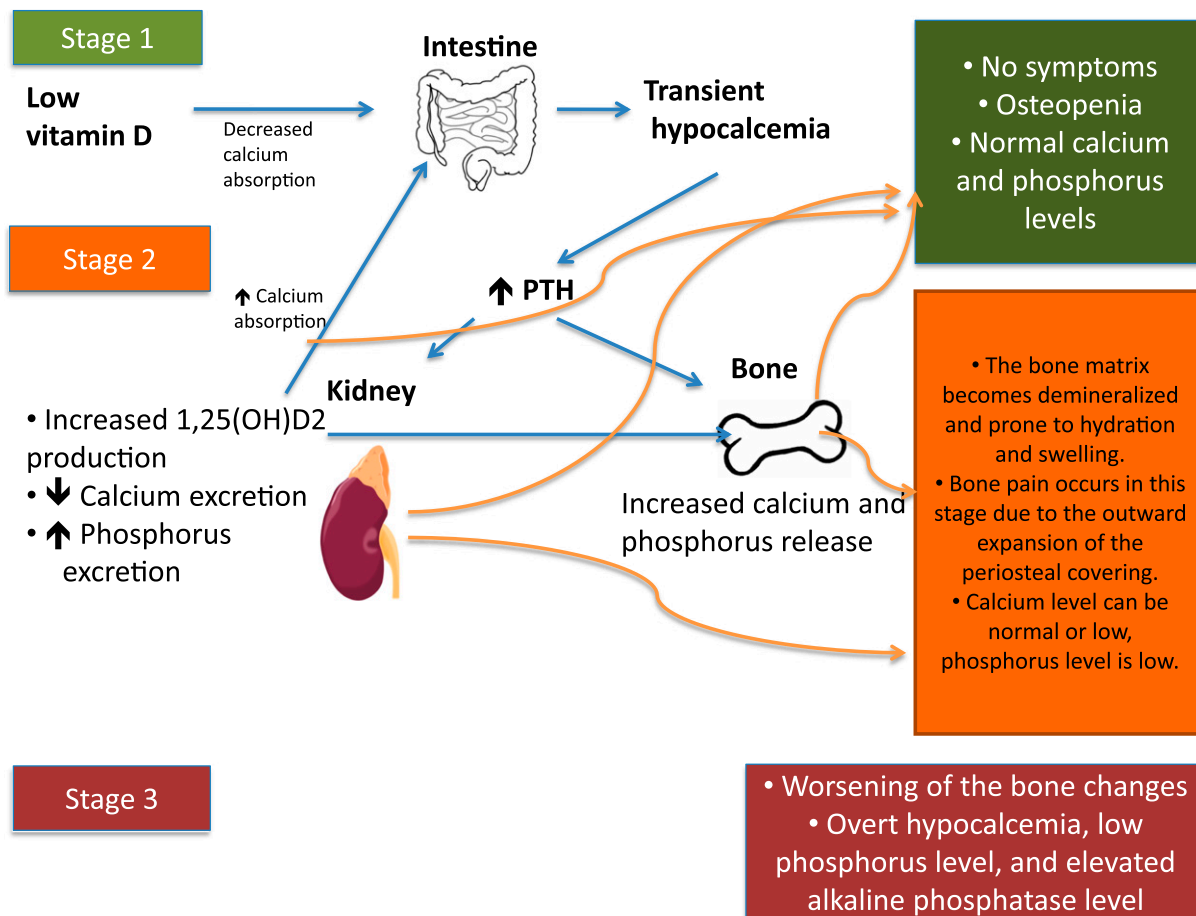 Stage 1
Low
vitamin D
Decreased
calcium
absorption
Intestine
Transient
hypocalcemia
• No symptoms
• Osteopenia
• Normal calcium
and phosphorus
levels
Stage 2
↑ Calcium
absorption
↑ PTH
Kidney
Bone
• Increased 1,25(OH)D2
production
• ↓ Calcium excretion
• ↑ Phosphorus
excretion
Increased calcium and
phosphorus release
• The bone matrix
becomes demineralized
and prone to hydration
and swelling.
• Bone pain occurs in this
stage due to the outward
expansion of the
periosteal covering.
• Calcium level can be
normal or low,
phosphorus level is low.
Stage 3
• Worsening of the bone changes
• Overt hypocalcemia, low
phosphorus level, and elevated
alkaline phosphatase level